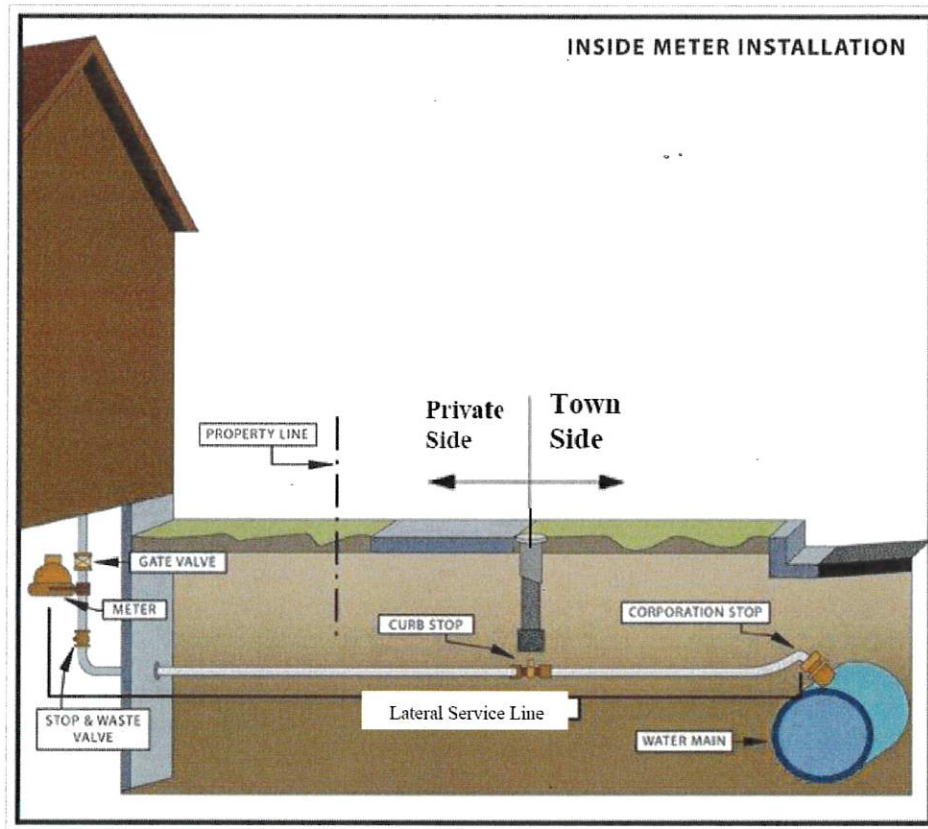 INSIDE METER INSTALLATION
Private
Side
Town
Side
PROPERTY LINE
GATE VALVE
METER
CURB STOP
CORPORATION STOP
STOP & WASTE
VALVE
Lateral Service Line
WATER MAIN